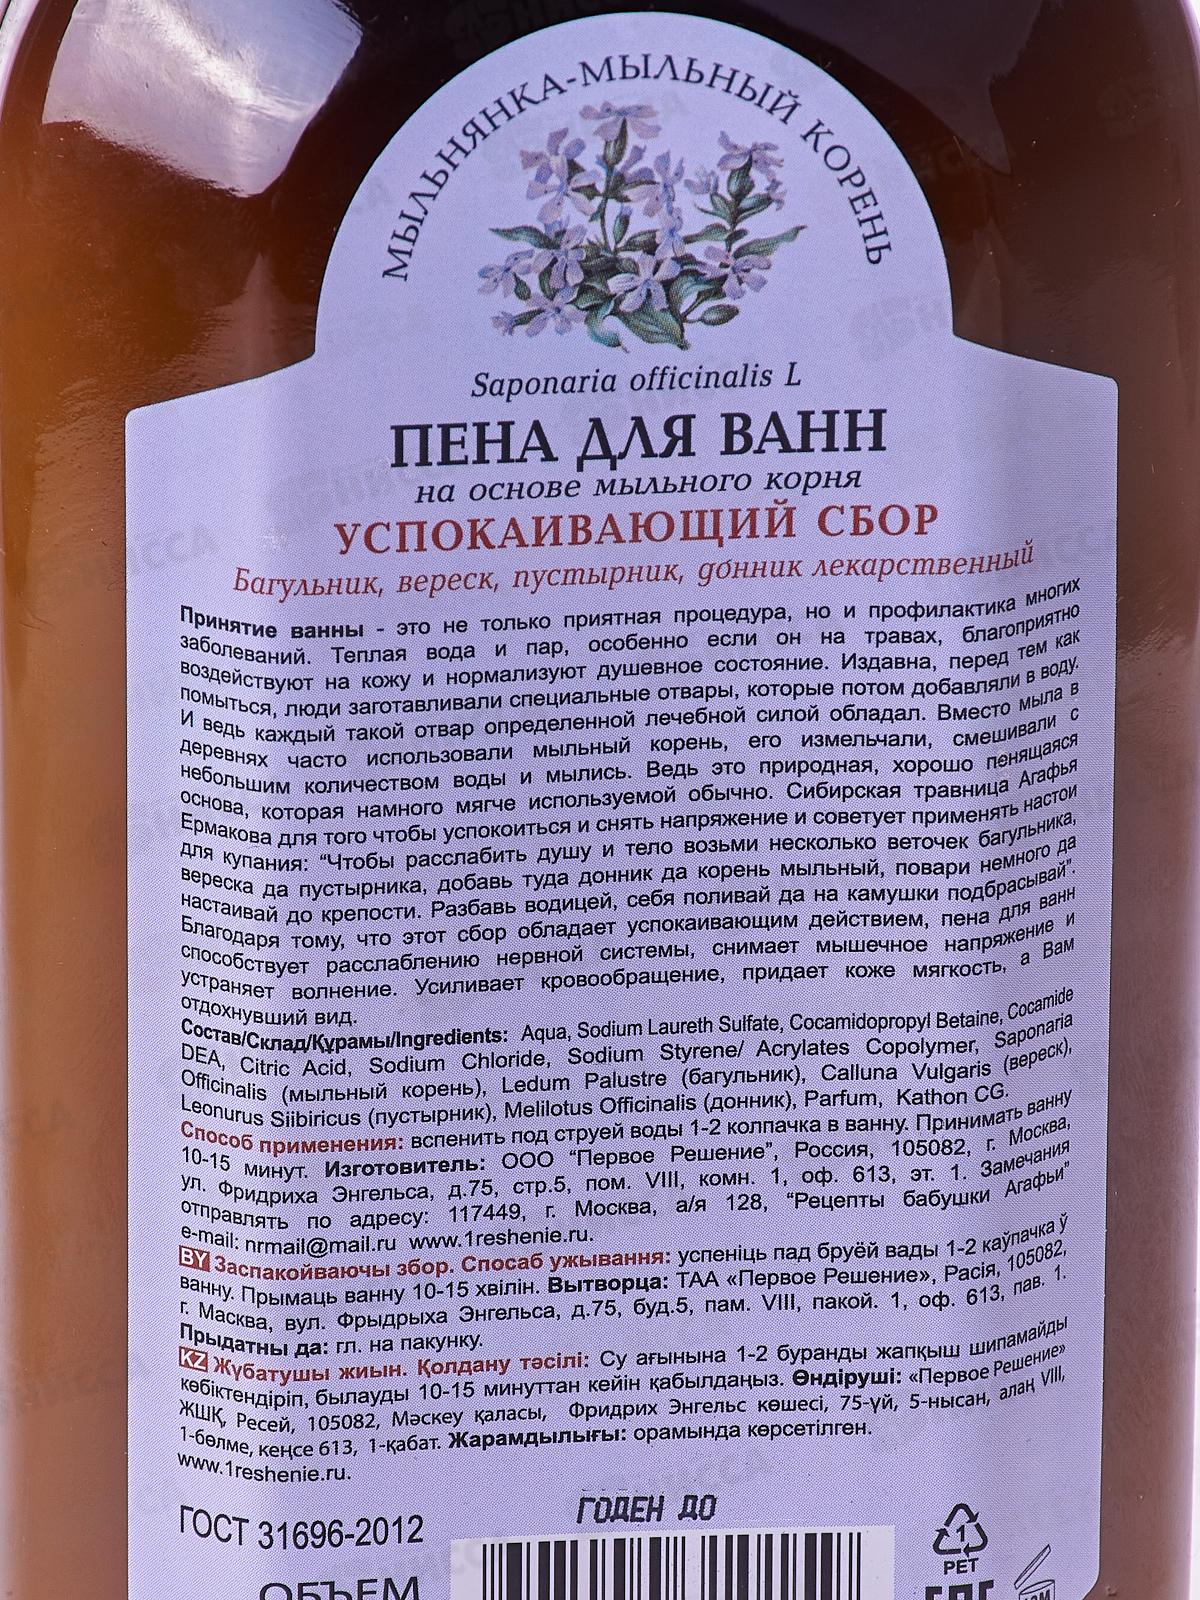 МЫЛЬНЯНКА-МЫЛЬНЫЙ КОРЕНЬ
Saponaria officinalis L
ПЕНА ДЛЯ ВАНН
на основе мыльного корня
УСПОКАИВАЮЩИЙ СБОР
Багульник, вереск, пустырник, донник лекарственный
Принятие ванны - это не только приятная процедура, но и профилактика многих
заболеваний. Теплая вода и пар, особенно если он на травах, благоприятно
воздействуют на кожу и нормализуют душевное состояние. Издавна, перед тем как
помыться, люди заготавливали специальные отвары, которые потом добавляли в воду.
И ведь каждый такой отвар определенной лечебной силой обладал. Вместо мыла в
деревнях часто использовали мыльный корень, его измельчали, смешивали с
небольшим количеством воды и мылись. Ведь это природная, хорошо пенящаяся
основа, которая намного мягче используемой обычно. Сибирская травница Агафья
Ермакова для того чтобы успокоиться и снять напряжение и советует применять настои
для купания: “Чтобы расслабить душу и тело возьми несколько веточек багульника,
вереска да пустырника, добавь туда донник да корень мыльный, повари немного да
настаивай до крепости. Разбавь водицей, себя поливай да на камушки подбрасывай”.
Благодаря тому, что этот сбор обладает успокаивающим действием, пена для ванн
способствует расслаблению нервной системы, снимает мышечное напряжение и
устраняет волнение. Усиливает кровообращение, придает коже мягкость, а Вам
отдохнувший вид.
Состав/Склад/Құрамы/Ingredients: Aqua, Sodium Laureth Sulfate, Cocamidopropyl Betaine, Cocamide
DEA, Citric Acid, Sodium Chloride, Sodium Styrene/ Acrylates Copolymer, Saponaria
Officinalis (мыльный корень), Ledum Palustre (багульник), Calluna Vulgaris (вереск),
Leonurus Siibiricus (пустырник), Melilotus Officinalis (донник), Parfum, Kathon CG.
Способ применения: вспенить под струей воды 1-2 колпачка в ванну. Принимать ванну
10-15 минут. Изготовитель: ООО “Первое Решение”, Россия, 105082, г. Москва,
ул. Фридриха Энгельса, д.75, стр.5, пом. VIII, комн. 1, оф. 613, эт. 1. Замечания
отправлять по адресу: 117449, г. Москва, а/я 128, “Рецепты бабушки Агафьи”
e-mail: nrmail@mail.ru www.1reshenie.ru.
BY Заспакойваючы збор. Спосаб ужывання: успеніць пад бруёй вады 1-2 каўпачка ў
ванну. Прымаць ванну 10-15 хвілін. Вытворца: ТАА «Первое Решение», Расія, 105082,
г. Масква, вул. Фрыдрыха Энгельса, д.75, буд.5, пам. VIII, пакой. 1, оф. 613, пав. 1.
Прыдатны да: гл. на пакунку.
KZ Жұбатушы жиын. Қолдану тәсілі: Су ағынына 1-2 буранды жапқыш шипамайды
көбіктендіріп, былауды 10-15 минуттан кейін қабылдаңыз. Өндіруші: «Первое Решение»
ЖШҚ, Ресей, 105082, Мәскеу қаласы, Фридрих Энгельс көшесі, 75-үй, 5-нысан, алаң VIII,
1-бөлме, кеңсе 613, 1-қабат. Жарамдылығы: орамында көрсетілген.
www.1reshenie.ru.
ГОДЕН ДО
ГОСТ 31696-2012
1
PET
ОБЪЕМ